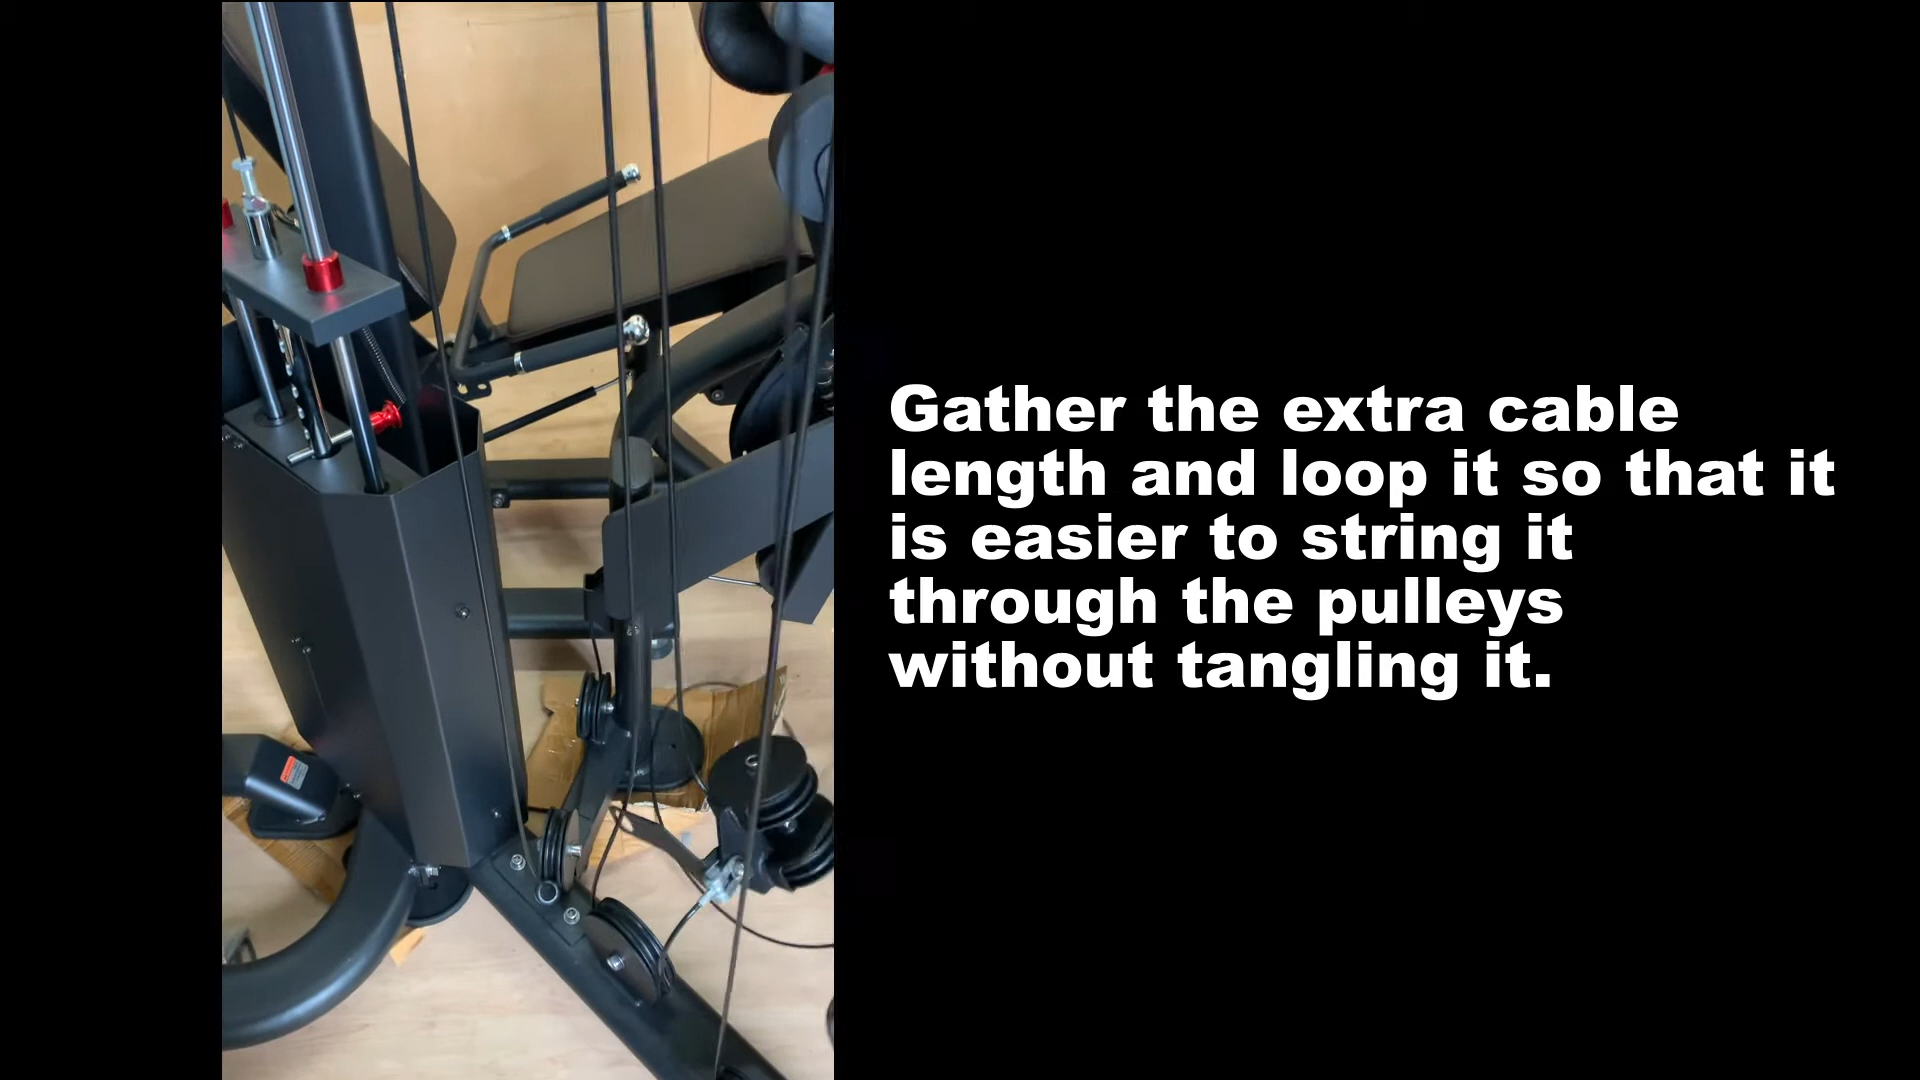 Gather the extra cable
length and loop it so that it
is easier to string it
through the pulleys
without tangling it.